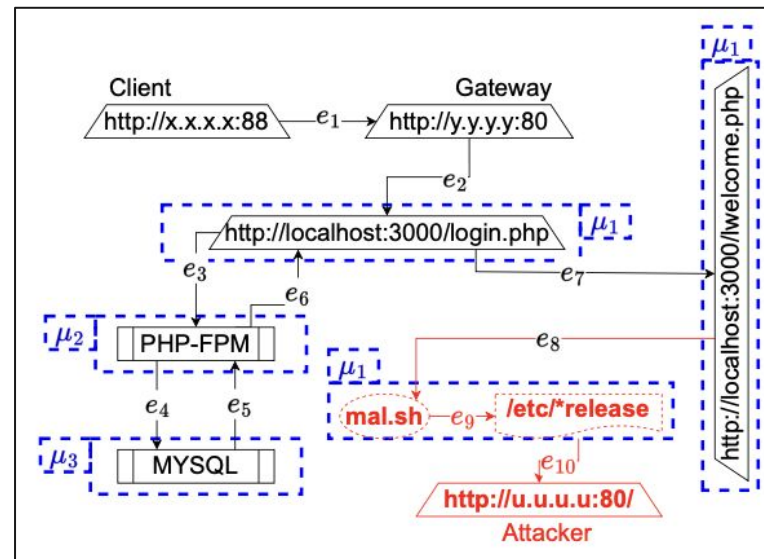 Client
Gateway
μ₁
http://x.x.x.x:88
e₁
http://y.y.y.y:80
e₂
http://localhost:3000/login.php
μ₁
http://localhost:3000/lwelcome.php
e₃
e₆
e₇
μ₂
PHP-FPM
e₈
μ₁
e₄
e₅
mal.sh
e₉
/etc/*release
μ₃
MYSQL
e₁₀
http://u.u.u.u:80/
Attacker